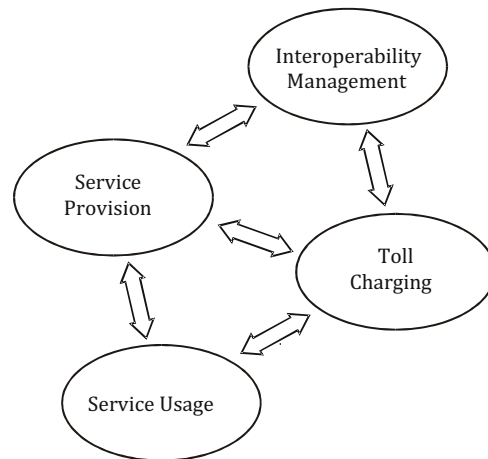 Interoperability
Management
Service
Provision
Toll
Charging
Service Usage